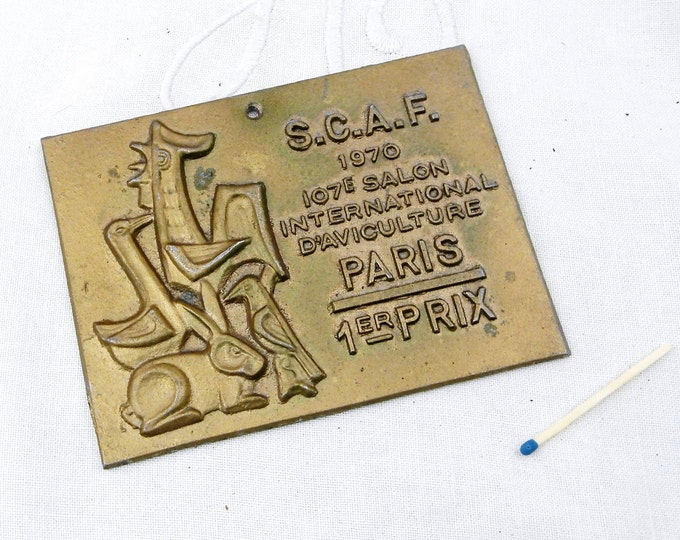 S.C.A.F.
1970
107E SALON
INTERNATIONAL
D'AVICULTURE
PARIS
1ER PRIX